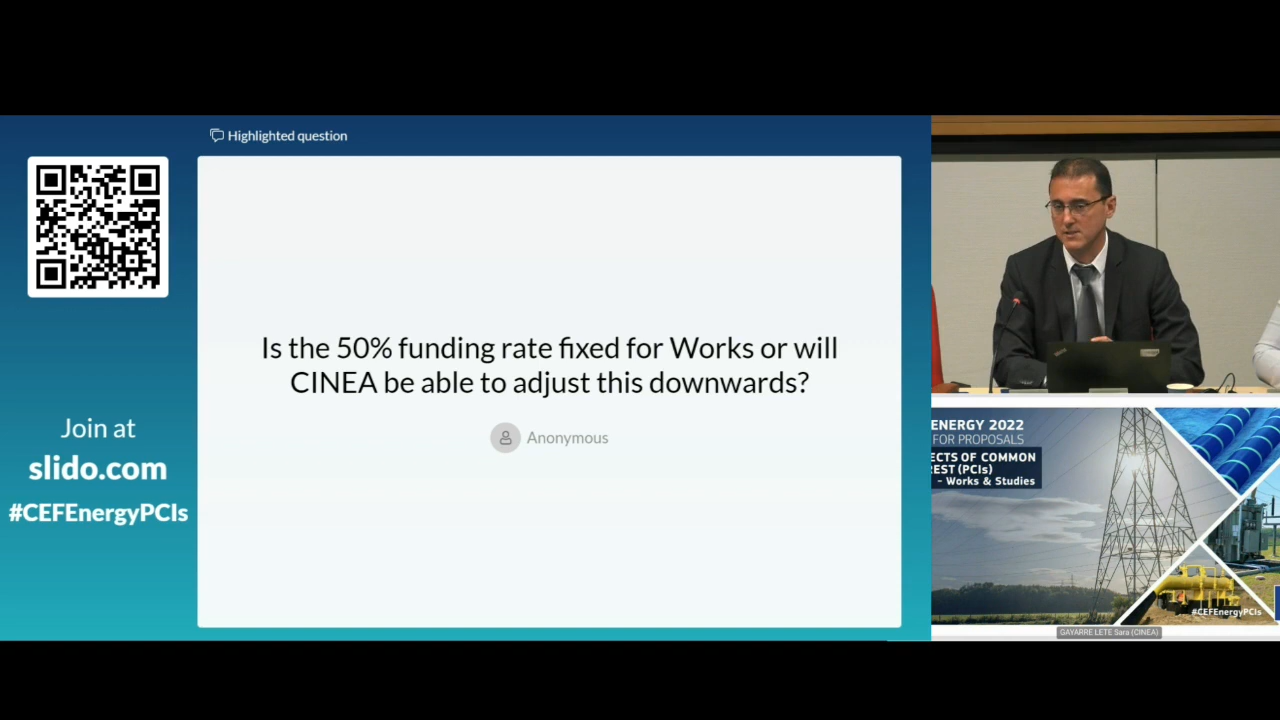 Highlighted question
Is the 50% funding rate fixed for Works or will
CINEA be able to adjust this downwards?
Anonymous
Join at
slido.com
#CEFEnergyPCIs
ENERGY 2022
FOR PROPOSALS
ECTS OF COMMON
REST (PCIs)
- Works & Studies
#CEFEnergyPCIs
GAYARRE LETE Sara (CINEA)